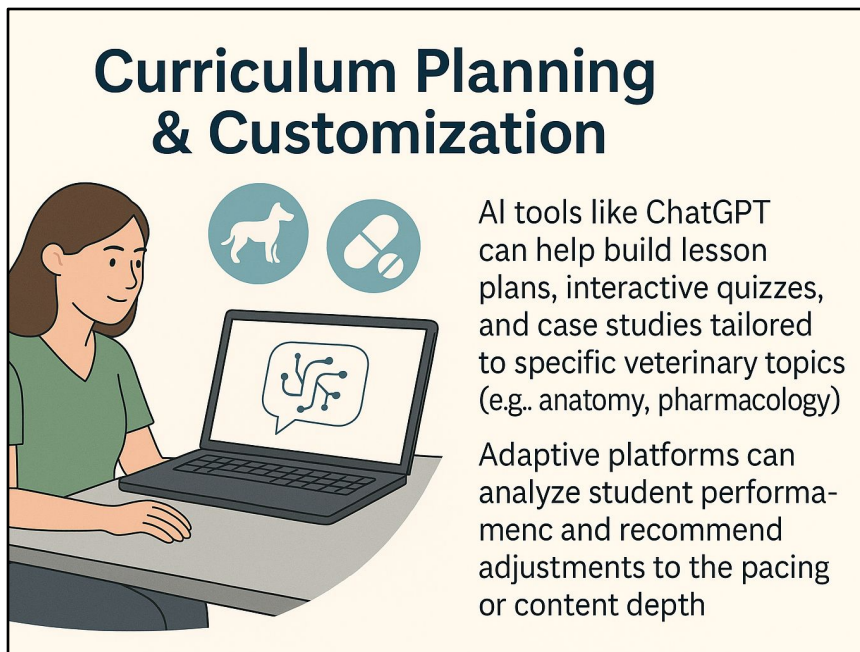 Curriculum Planning
& Customization
AI tools like ChatGPT
can help build lesson
plans, interactive quizzes,
and case studies tailored
to specific veterinary topics
(e.g.. anatomy, pharmacology)
Adaptive platforms can
analyze student performa-
menc and recommend
adjustments to the pacing
or content depth